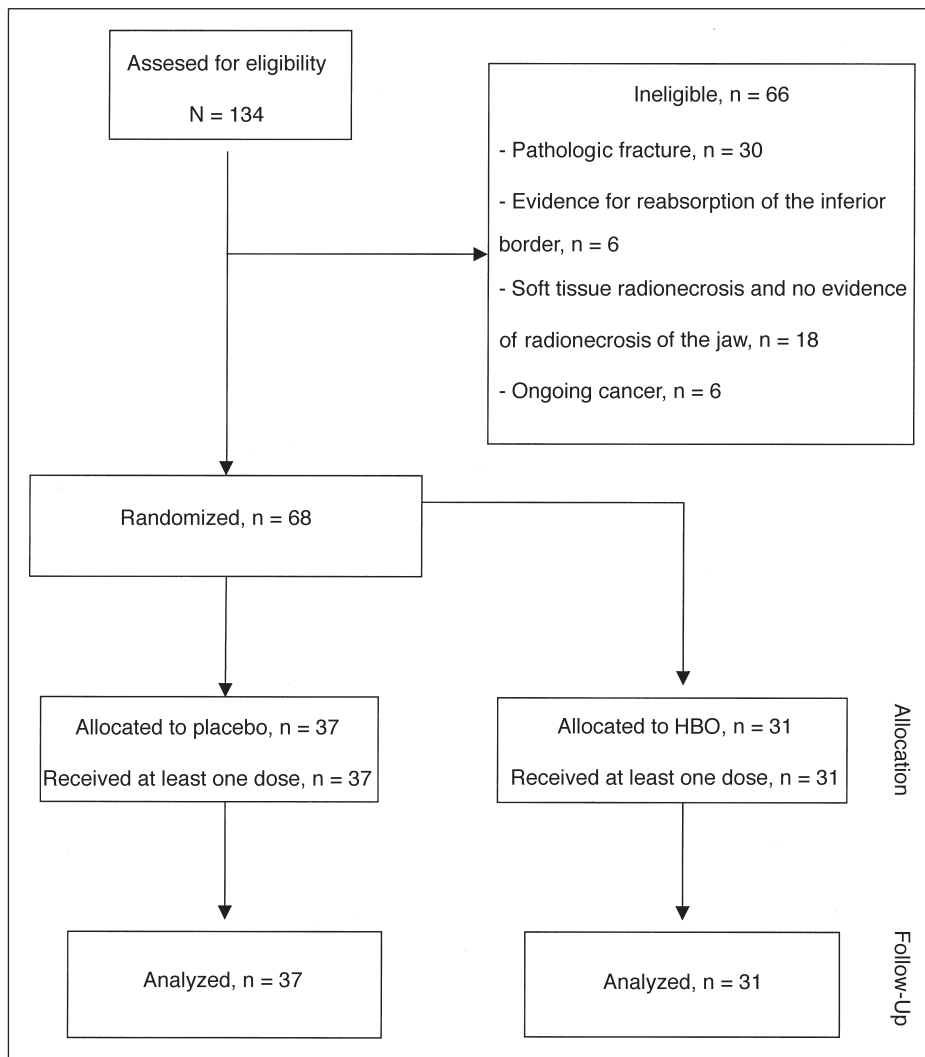 Assesed for eligibility
N = 134
Ineligible, n = 66
- Pathologic fracture, n = 30
- Evidence for reabsorption of the inferior
border, n = 6
- Soft tissue radionecrosis and no evidence
of radionecrosis of the jaw, n = 18
- Ongoing cancer, n = 6
Randomized, n = 68
Allocated to placebo, n = 37
Received at least one dose, n = 37
Allocated to HBO, n = 31
Received at least one dose, n = 31
Allocation
Analyzed, n = 37
Analyzed, n = 31
Follow-Up